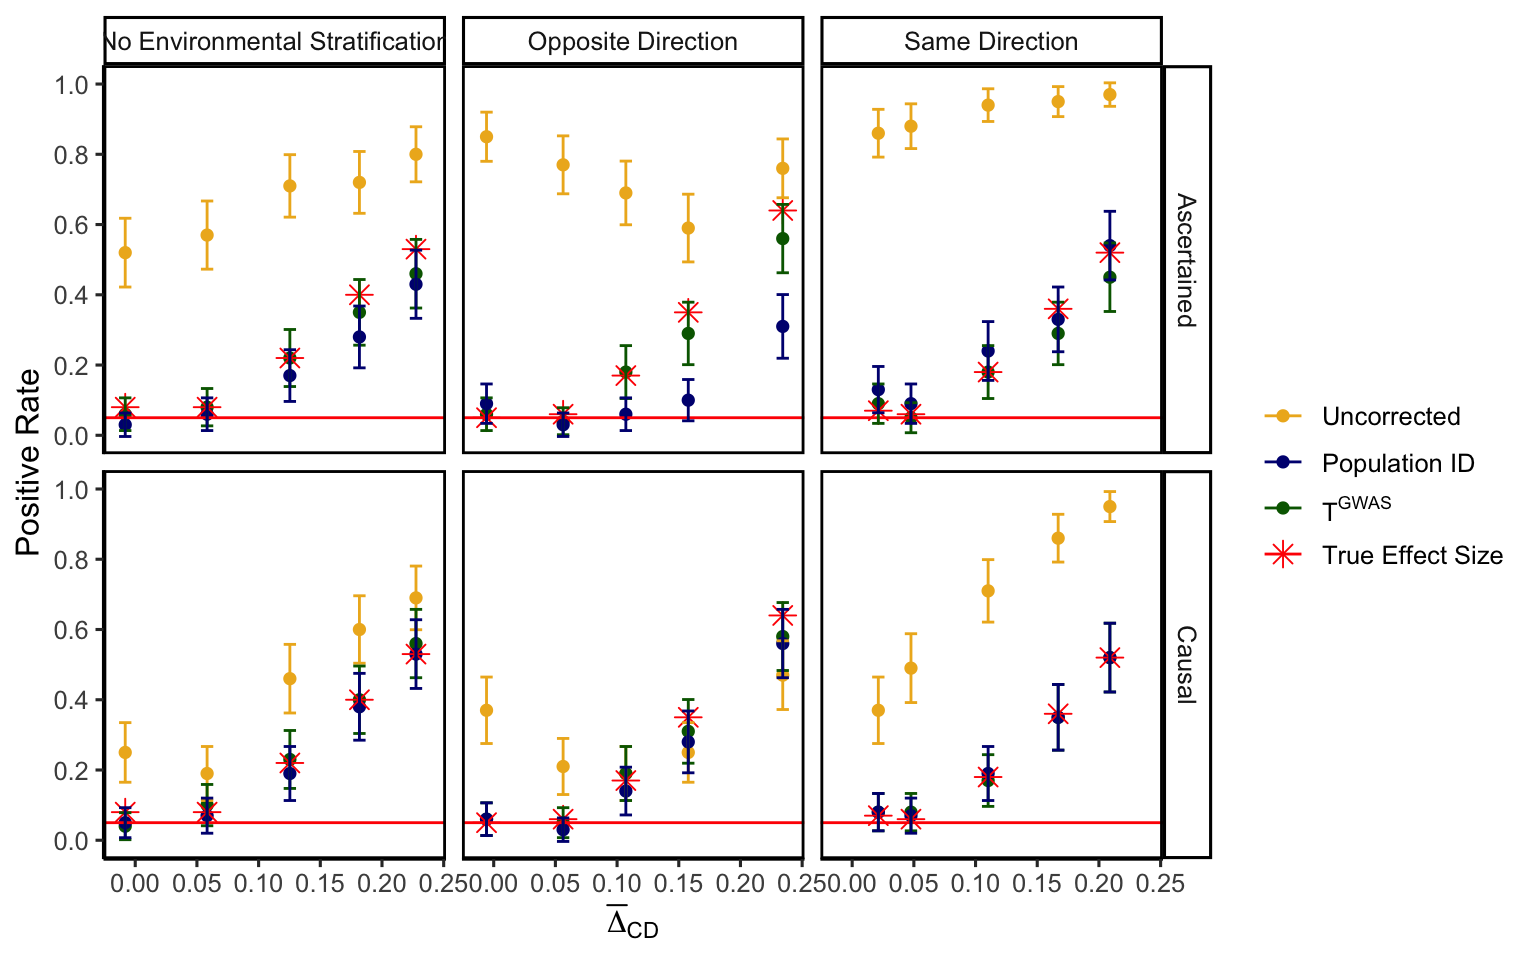 No Environmental Stratification
Opposite Direction
Same Direction
1.0
0.8
0.6
0.4
0.2
0.0
Ascertained
1.0
0.8
0.6
0.4
0.2
0.0
Causal
Positive Rate
0.00 0.05 0.10 0.15 0.20 0.25
0.00 0.05 0.10 0.15 0.20 0.25
0.00 0.05 0.10 0.15 0.20 0.25
Δ̅CD
Uncorrected
Population ID
TGWAS
True Effect Size